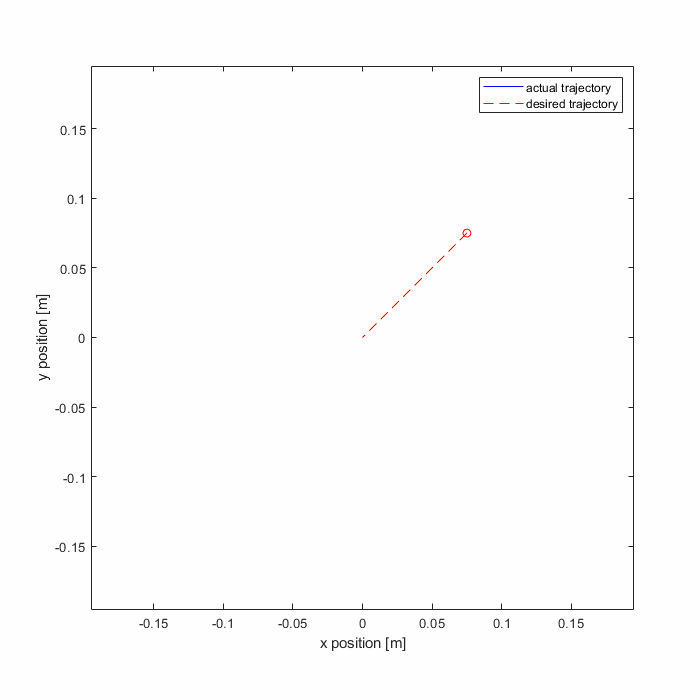 actual trajectory
desired trajectory
0.15
0.1
0.05
0
-0.05
-0.1
-0.15
y position [m]
-0.15 -0.1 -0.05 0 0.05 0.1 0.15
x position [m]